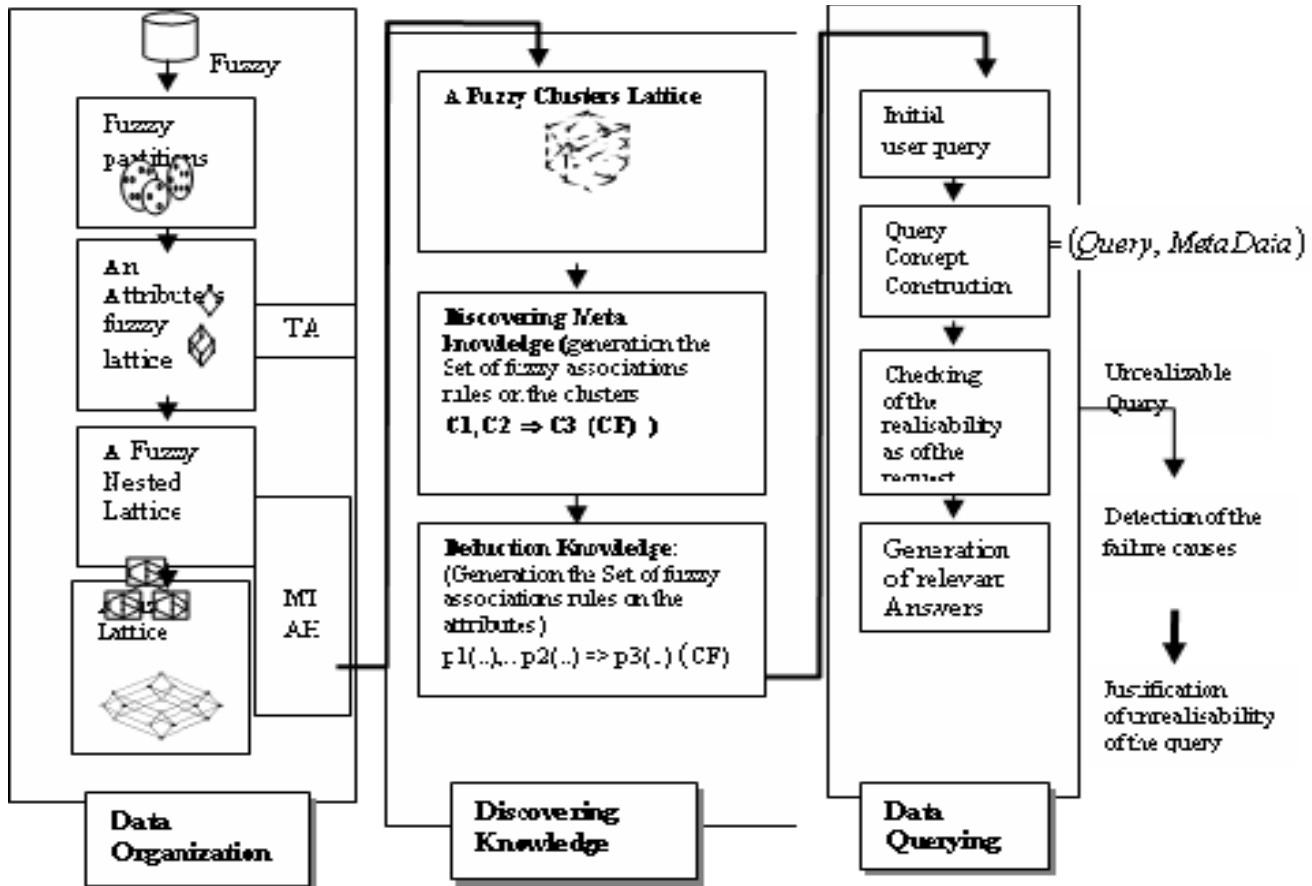 Fuzzy
Fuzzy
partitions
An
Attribute's
fuzzy
lattice
TA
A Fuzzy
Nested
Lattice
Lattice
MT
AH
Data
Organization
A Fuzzy Clusters Lattice
Discovering Meta
knowledge (generation the
Set of fuzzy associations
rules on the clusters
C1, C2 ⇒ C3 (CF) )
Deduction Knowledge:
(Generation the Set of fuzzy
associations rules on the
attributes)
p1(..),.. p2(..) => p3(..) (CF)
Discovering
Knowledge
Initial
user query
Query
Concept
Construction
= (Query, MetaData)
Checking
of the
realisability
as of the
request
Generation
of relevant
Answers
Data
Querying
Unrealizable
Query
Detection of the
failure causes
Justification
of unrealisability
of the query